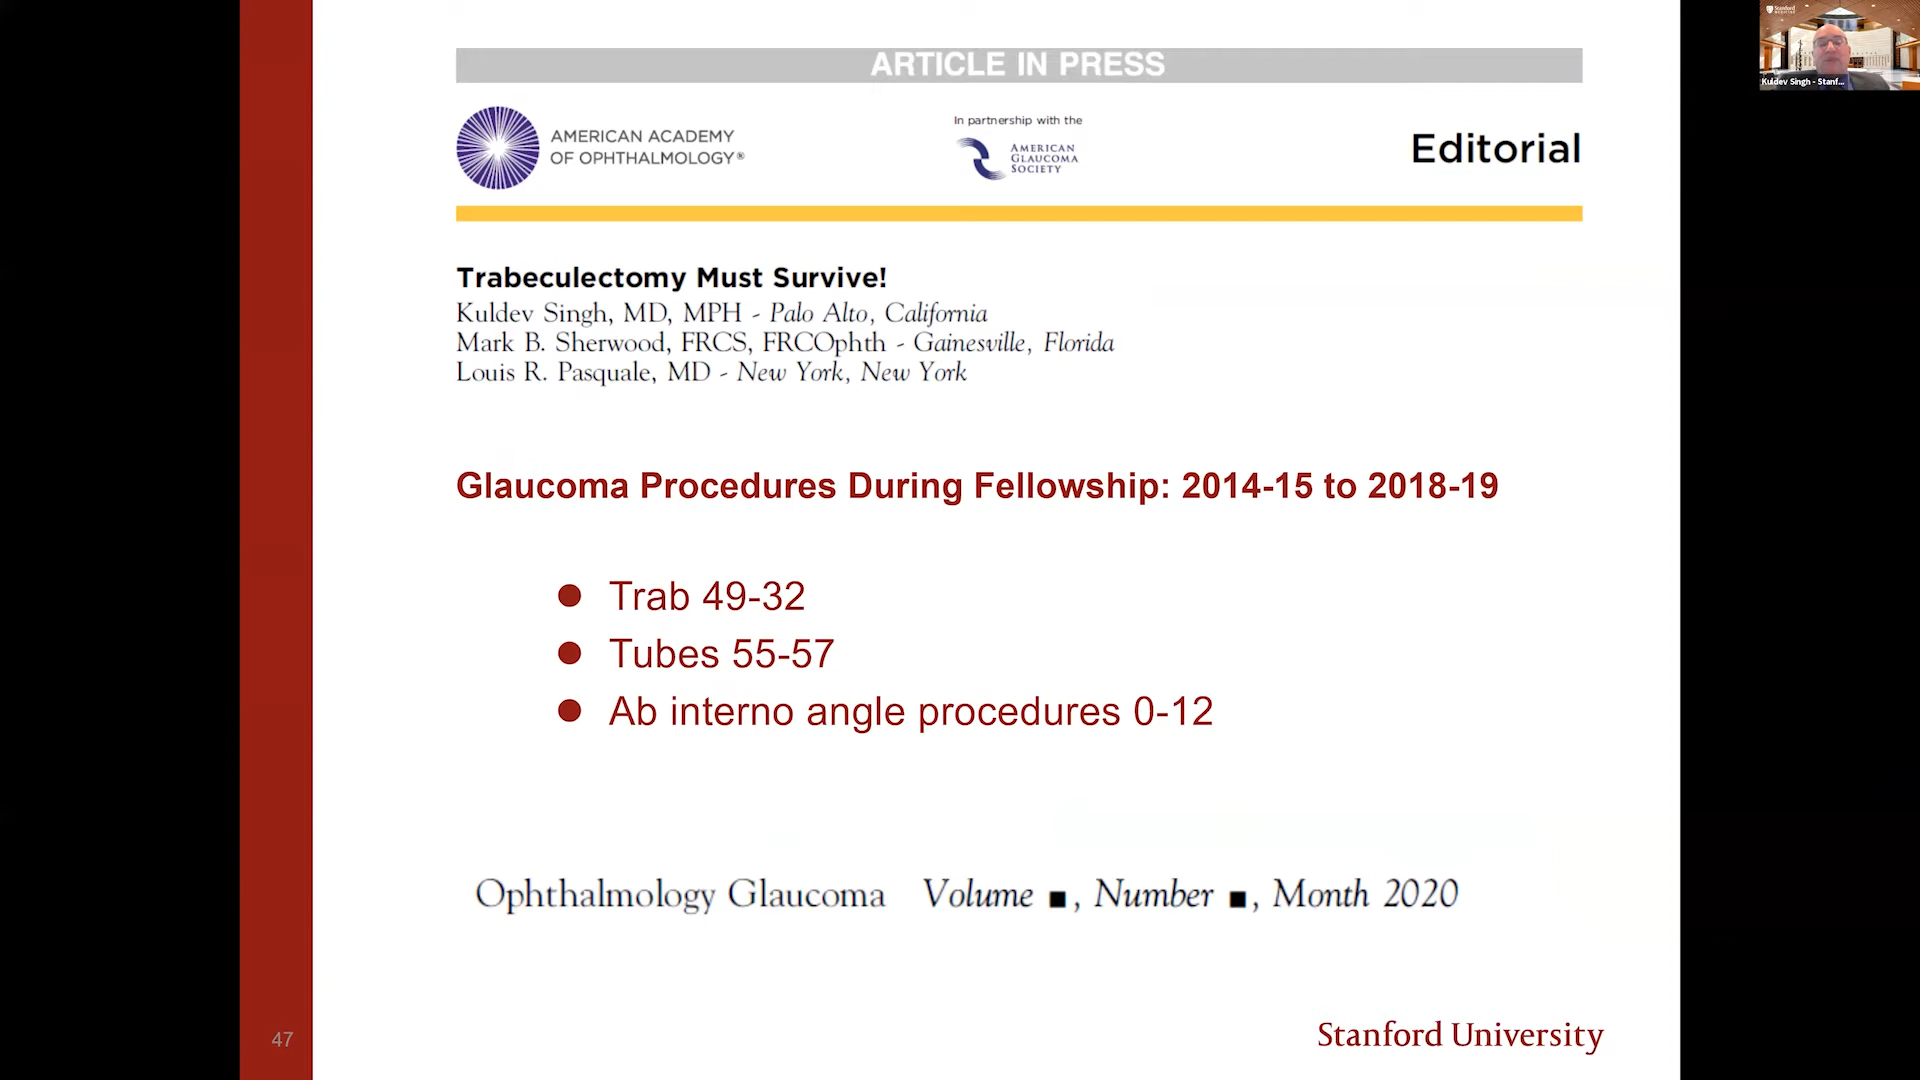 ARTICLE IN PRESS
AMERICAN ACADEMY
OF OPHTHALMOLOGY®
In partnership with the
AMERICAN
GLAUCOMA
SOCIETY
Editorial
Trabeculectomy Must Survive!
Kuldev Singh, MD, MPH - Palo Alto, California
Mark B. Sherwood, FRCS, FRCOphth - Gainesville, Florida
Louis R. Pasquale, MD - New York, New York
Glaucoma Procedures During Fellowship: 2014-15 to 2018-19
● Trab 49-32
● Tubes 55-57
● Ab interno angle procedures 0-12
Ophthalmology Glaucoma Volume ■, Number ■, Month 2020
47
Stanford University
Stanford
Kuldev Singh - Stanf...